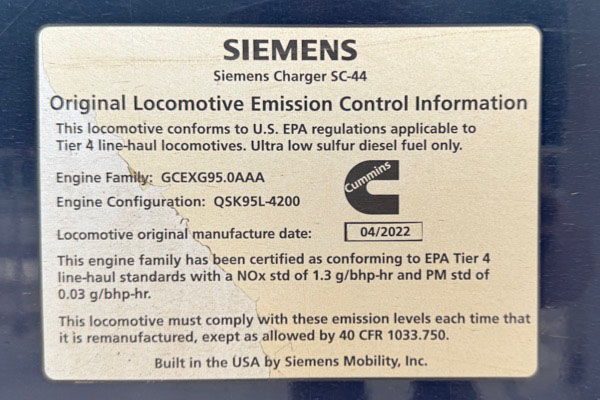 SIEMENS
Siemens Charger SC-44
Original Locomotive Emission Control Information
This locomotive conforms to U.S. EPA regulations applicable to
Tier 4 line-haul locomotives. Ultra low sulfur diesel fuel only.
Engine Family: GCEXG95.0AAA
Cummins
Engine Configuration: QSK95L-4200
Locomotive original manufacture date: 04/2022
This engine family has been certified as conforming to EPA Tier 4
line-haul standards with a NOx std of 1.3 g/bhp-hr and PM std of
0.03 g/bhp-hr.
This locomotive must comply with these emission levels each time that
it is remanufactured, exept as allowed by 40 CFR 1033.750.
Built in the USA by Siemens Mobility, Inc.